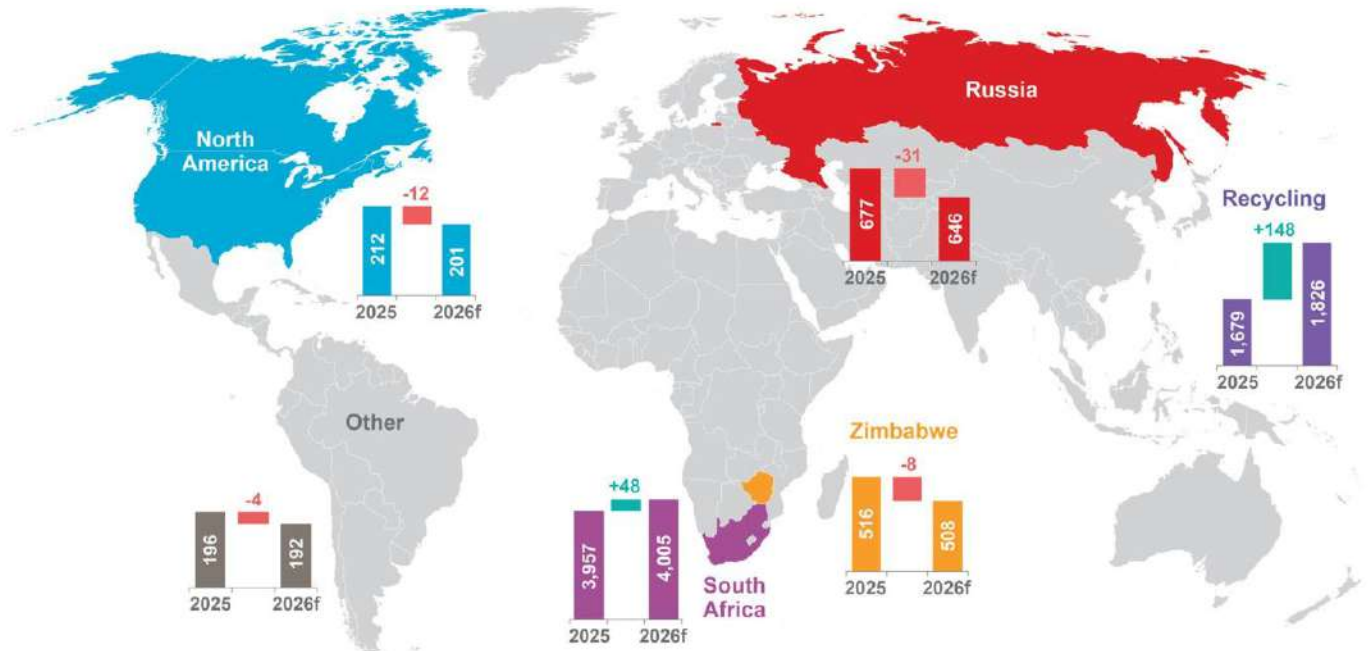 North
America
-12
212
201
2025
2026f
Russia
-31
677
646
2025
2026f
Recycling
+148
1,679
1,826
2025
2026f
Other
-4
196
192
2025
2026f
+48
3,957
4,005
2025
2026f
South
Africa
Zimbabwe
-8
516
508
2025
2026f